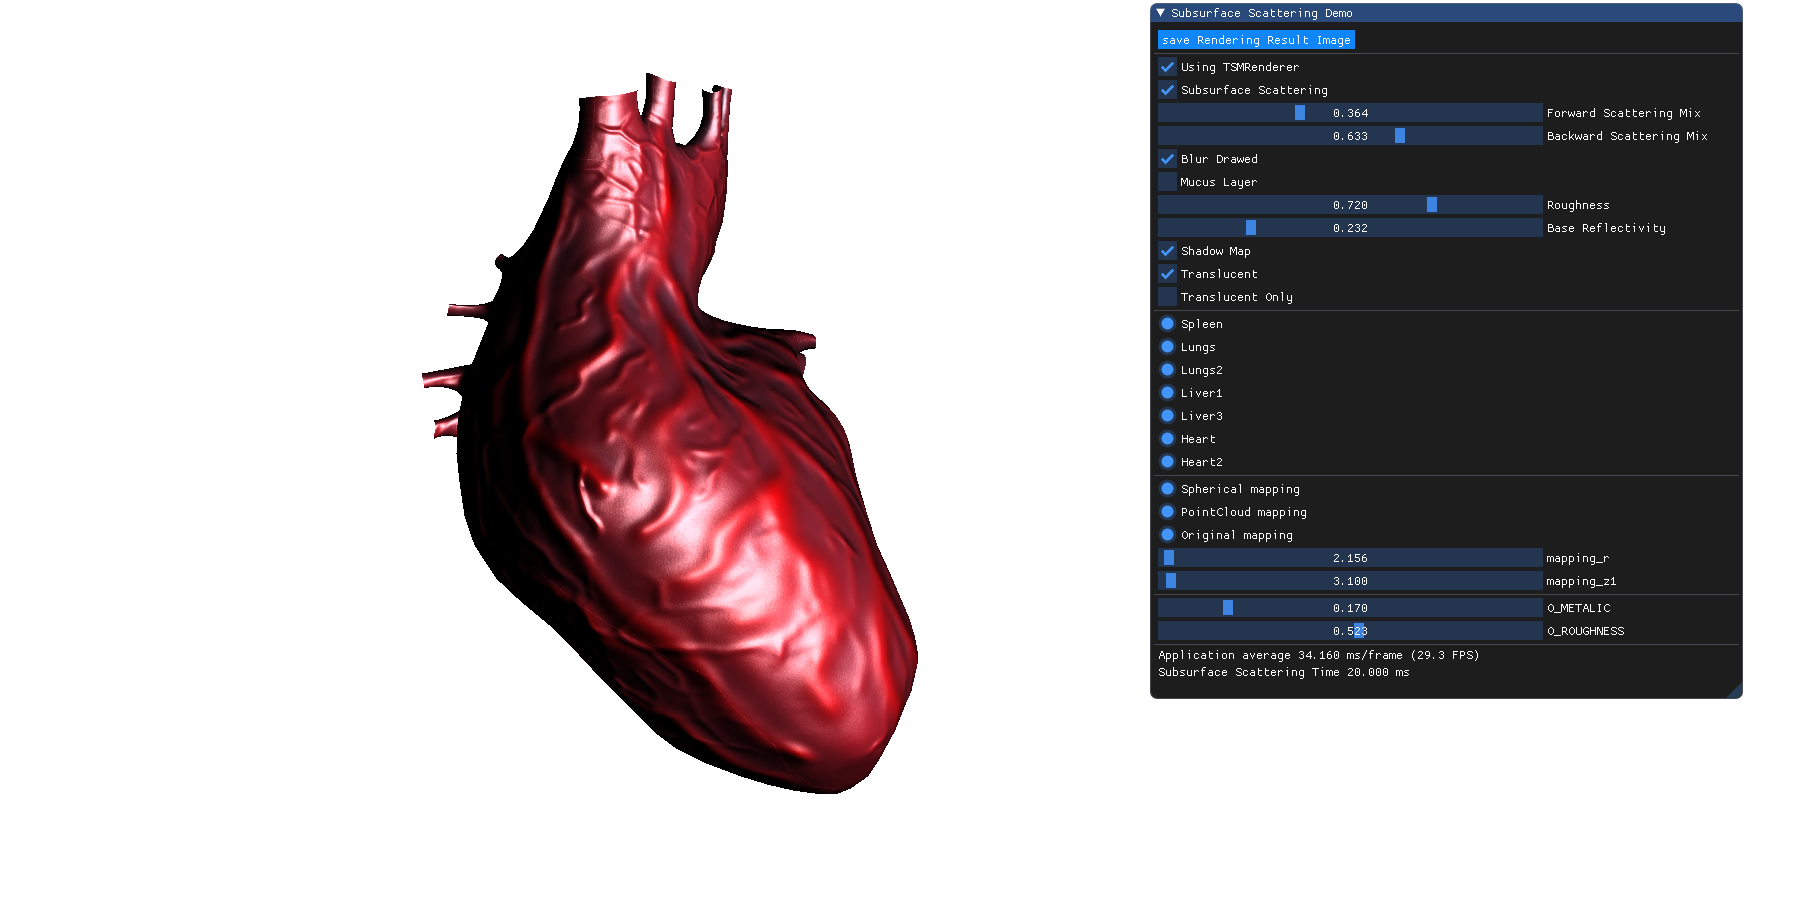 Subsurface Scattering Demo
save Rendering Result Image
Using TSMRenderer
Subsurface Scattering
0.364 Forward Scattering Mix
0.633 Backward Scattering Mix
Blur Drawed
Mucus Layer
0.720 Roughness
0.232 Base Reflectivity
Shadow Map
Translucent
Translucent Only
Spleen
Lungs
Lungs2
Liver1
Liver3
Heart
Heart2
Spherical mapping
PointCloud mapping
Original mapping
2.156 mapping_r
3.100 mapping_z1
0.170 O_METALIC
0.523 O_ROUGHNESS
Application average 34.160 ms/frame (29.3 FPS)
Subsurface Scattering Time 20.000 ms